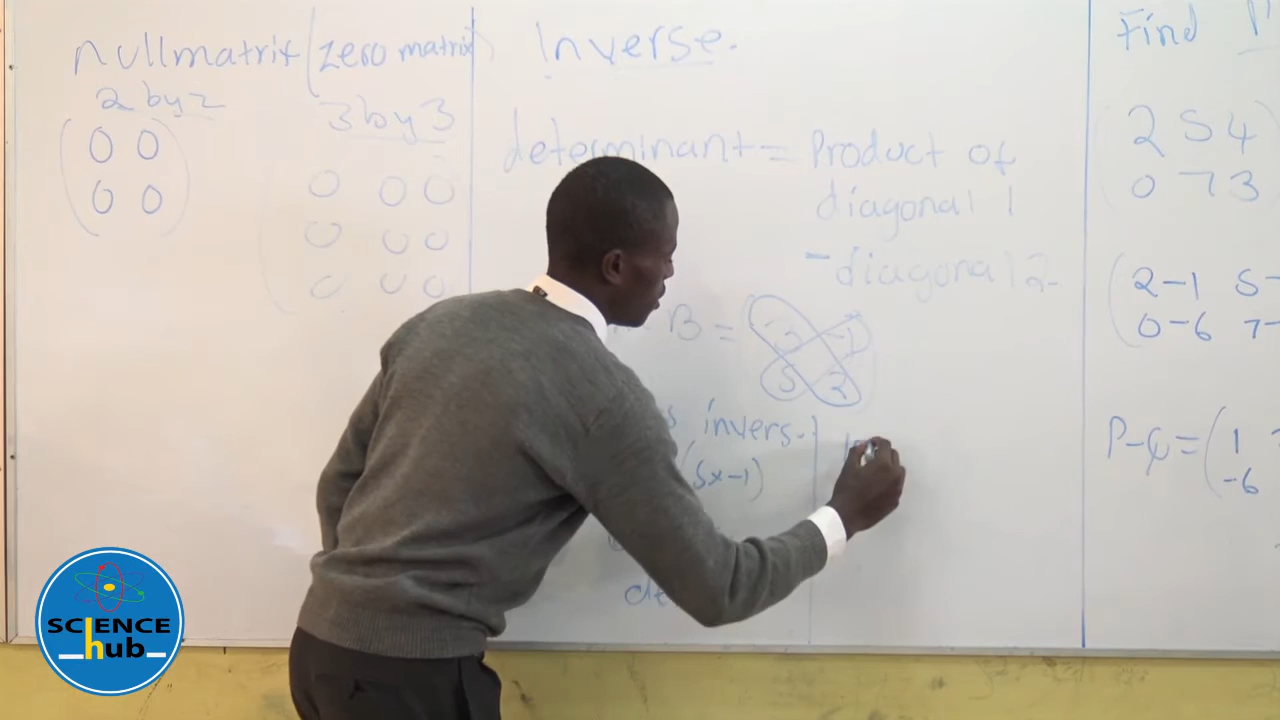 nullmatrix (zero matrix)
2 by 2
0 0
0 0
3 by 3
0 0 0
0 0 0
0 0 0
Inverse.
determinant = Product of
diagonal 1
- diagonal 2
B =
-1
5 2
invers.
(5x-1)
Find
2 5 4
0 7 3
2-1 5-
0-6 7-
P-Q = 1
-6
SCIENCE
hub